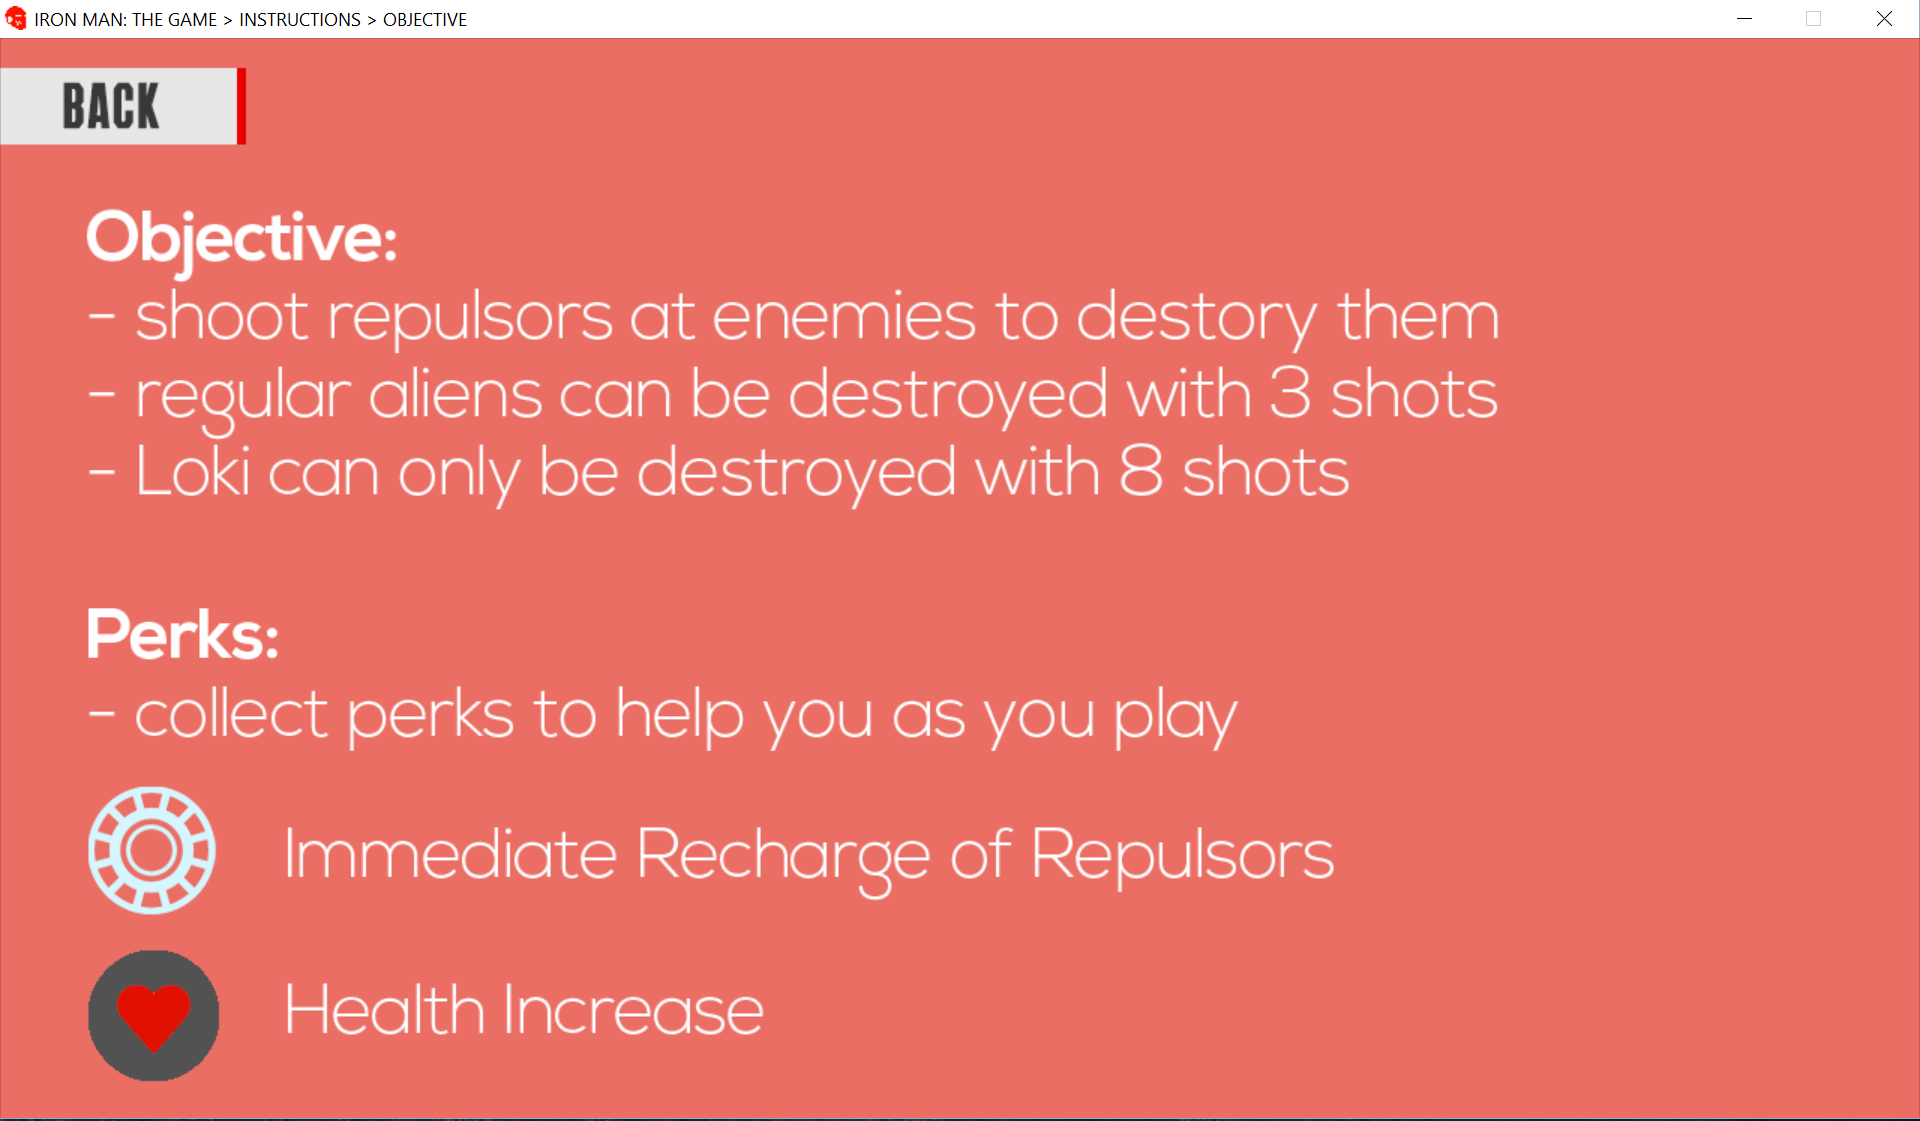 IRON MAN: THE GAME > INSTRUCTIONS > OBJECTIVE
BACK
Objective:
- shoot repulsors at enemies to destory them
- regular aliens can be destroyed with 3 shots
- Loki can only be destroyed with 8 shots
Perks:
- collect perks to help you as you play
Immediate Recharge of Repulsors
Health Increase